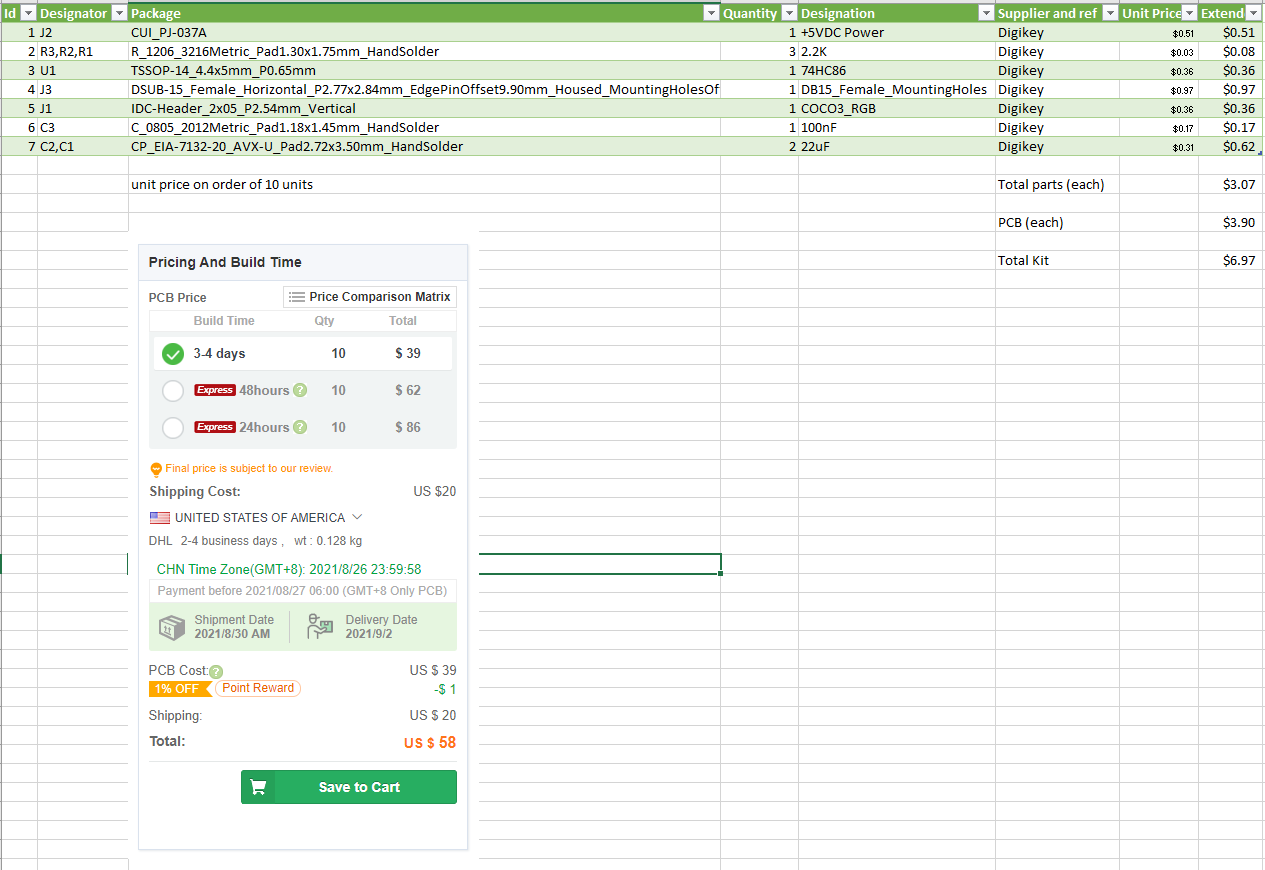 Id Designator Package Quantity Designation Supplier and ref Unit Price Extend
1 J2 CUI_PJ-037A 1 +5VDC Power Digikey $0.51 $0.51
2 R3,R2,R1 R_1206_3216Metric_Pad1.30x1.75mm_HandSolder 3 2.2K Digikey $0.03 $0.08
3 U1 TSSOP-14_4.4x5mm_P0.65mm 1 74HC86 Digikey $0.36 $0.36
4 J3 DSUB-15_Female_Horizontal_P2.77x2.84mm_EdgePinOffset9.90mm_Housed_MountingHolesOf 1 DB15_Female_MountingHoles Digikey $0.97 $0.97
5 J1 IDC-Header_2x05_P2.54mm_Vertical 1 COCO3_RGB Digikey $0.36 $0.36
6 C3 C_0805_2012Metric_Pad1.18x1.45mm_HandSolder 1 100nF Digikey $0.17 $0.17
7 C2,C1 CP_EIA-7132-20_AVX-U_Pad2.72x3.50mm_HandSolder 2 22uF Digikey $0.31 $0.62
unit price on order of 10 units Total parts (each) $3.07
PCB (each) $3.90
Total Kit $6.97
Pricing And Build Time
PCB Price Price Comparison Matrix
Build Time Qty Total
3-4 days 10 $ 39
Express 48hours ? 10 $ 62
Express 24hours ? 10 $ 86
Final price is subject to our review.
Shipping Cost: US $20
UNITED STATES OF AMERICA
DHL 2-4 business days , wt : 0.128 kg
CHN Time Zone(GMT+8): 2021/8/26 23:59:58
Payment before 2021/08/27 06:00 (GMT+8 Only PCB)
Shipment Date Delivery Date
2021/8/30 AM 2021/9/2
PCB Cost: ? US $ 39
1% OFF Point Reward -$ 1
Shipping: US $ 20
Total: US $ 58
Save to Cart